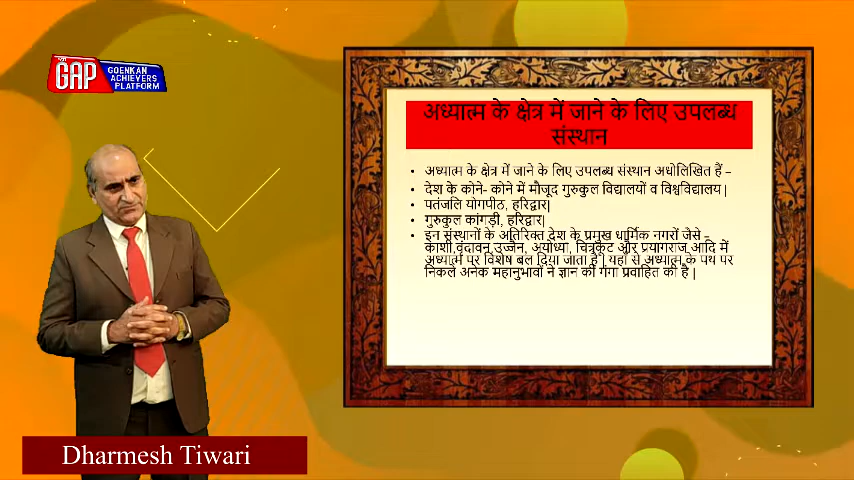 the
GAP
GOENKAN
ACHIEVERS
PLATFORM
अध्यात्म के क्षेत्र में जाने के लिए उपलब्ध
संस्थान
• अध्यात्म के क्षेत्र में जाने के लिए उपलब्ध संस्थान अधोलिखित हैं –
• देश के कोने- कोने में मौजूद गुरुकुल विद्यालयों व विश्वविद्यालय |
• पतंजलि योगपीठ, हरिद्वार|
• गुरुकुल कांगड़ी, हरिद्वार|
• इन संस्थानों के अतिरिक्त देश के प्रमुख धार्मिक नगरों जैसे –
काशी,वृंदावन,उज्जैन, अयोध्या, चित्रकूट और प्रयागराज आदि में
अध्यात्म पर विशेष बल दिया जाता है | यहाँ से अध्यात्म के पथ पर
निकले अनेक महानुभावों ने ज्ञान की गंगा प्रवाहित की है |
Dharmesh Tiwari